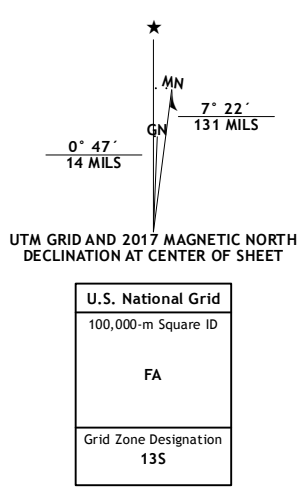 ★
MN
7° 22´
131 MILS
GN
0° 47´
14 MILS
UTM GRID AND 2017 MAGNETIC NORTH
DECLINATION AT CENTER OF SHEET
U.S. National Grid
100,000-m Square ID
FA
Grid Zone Designation
13S